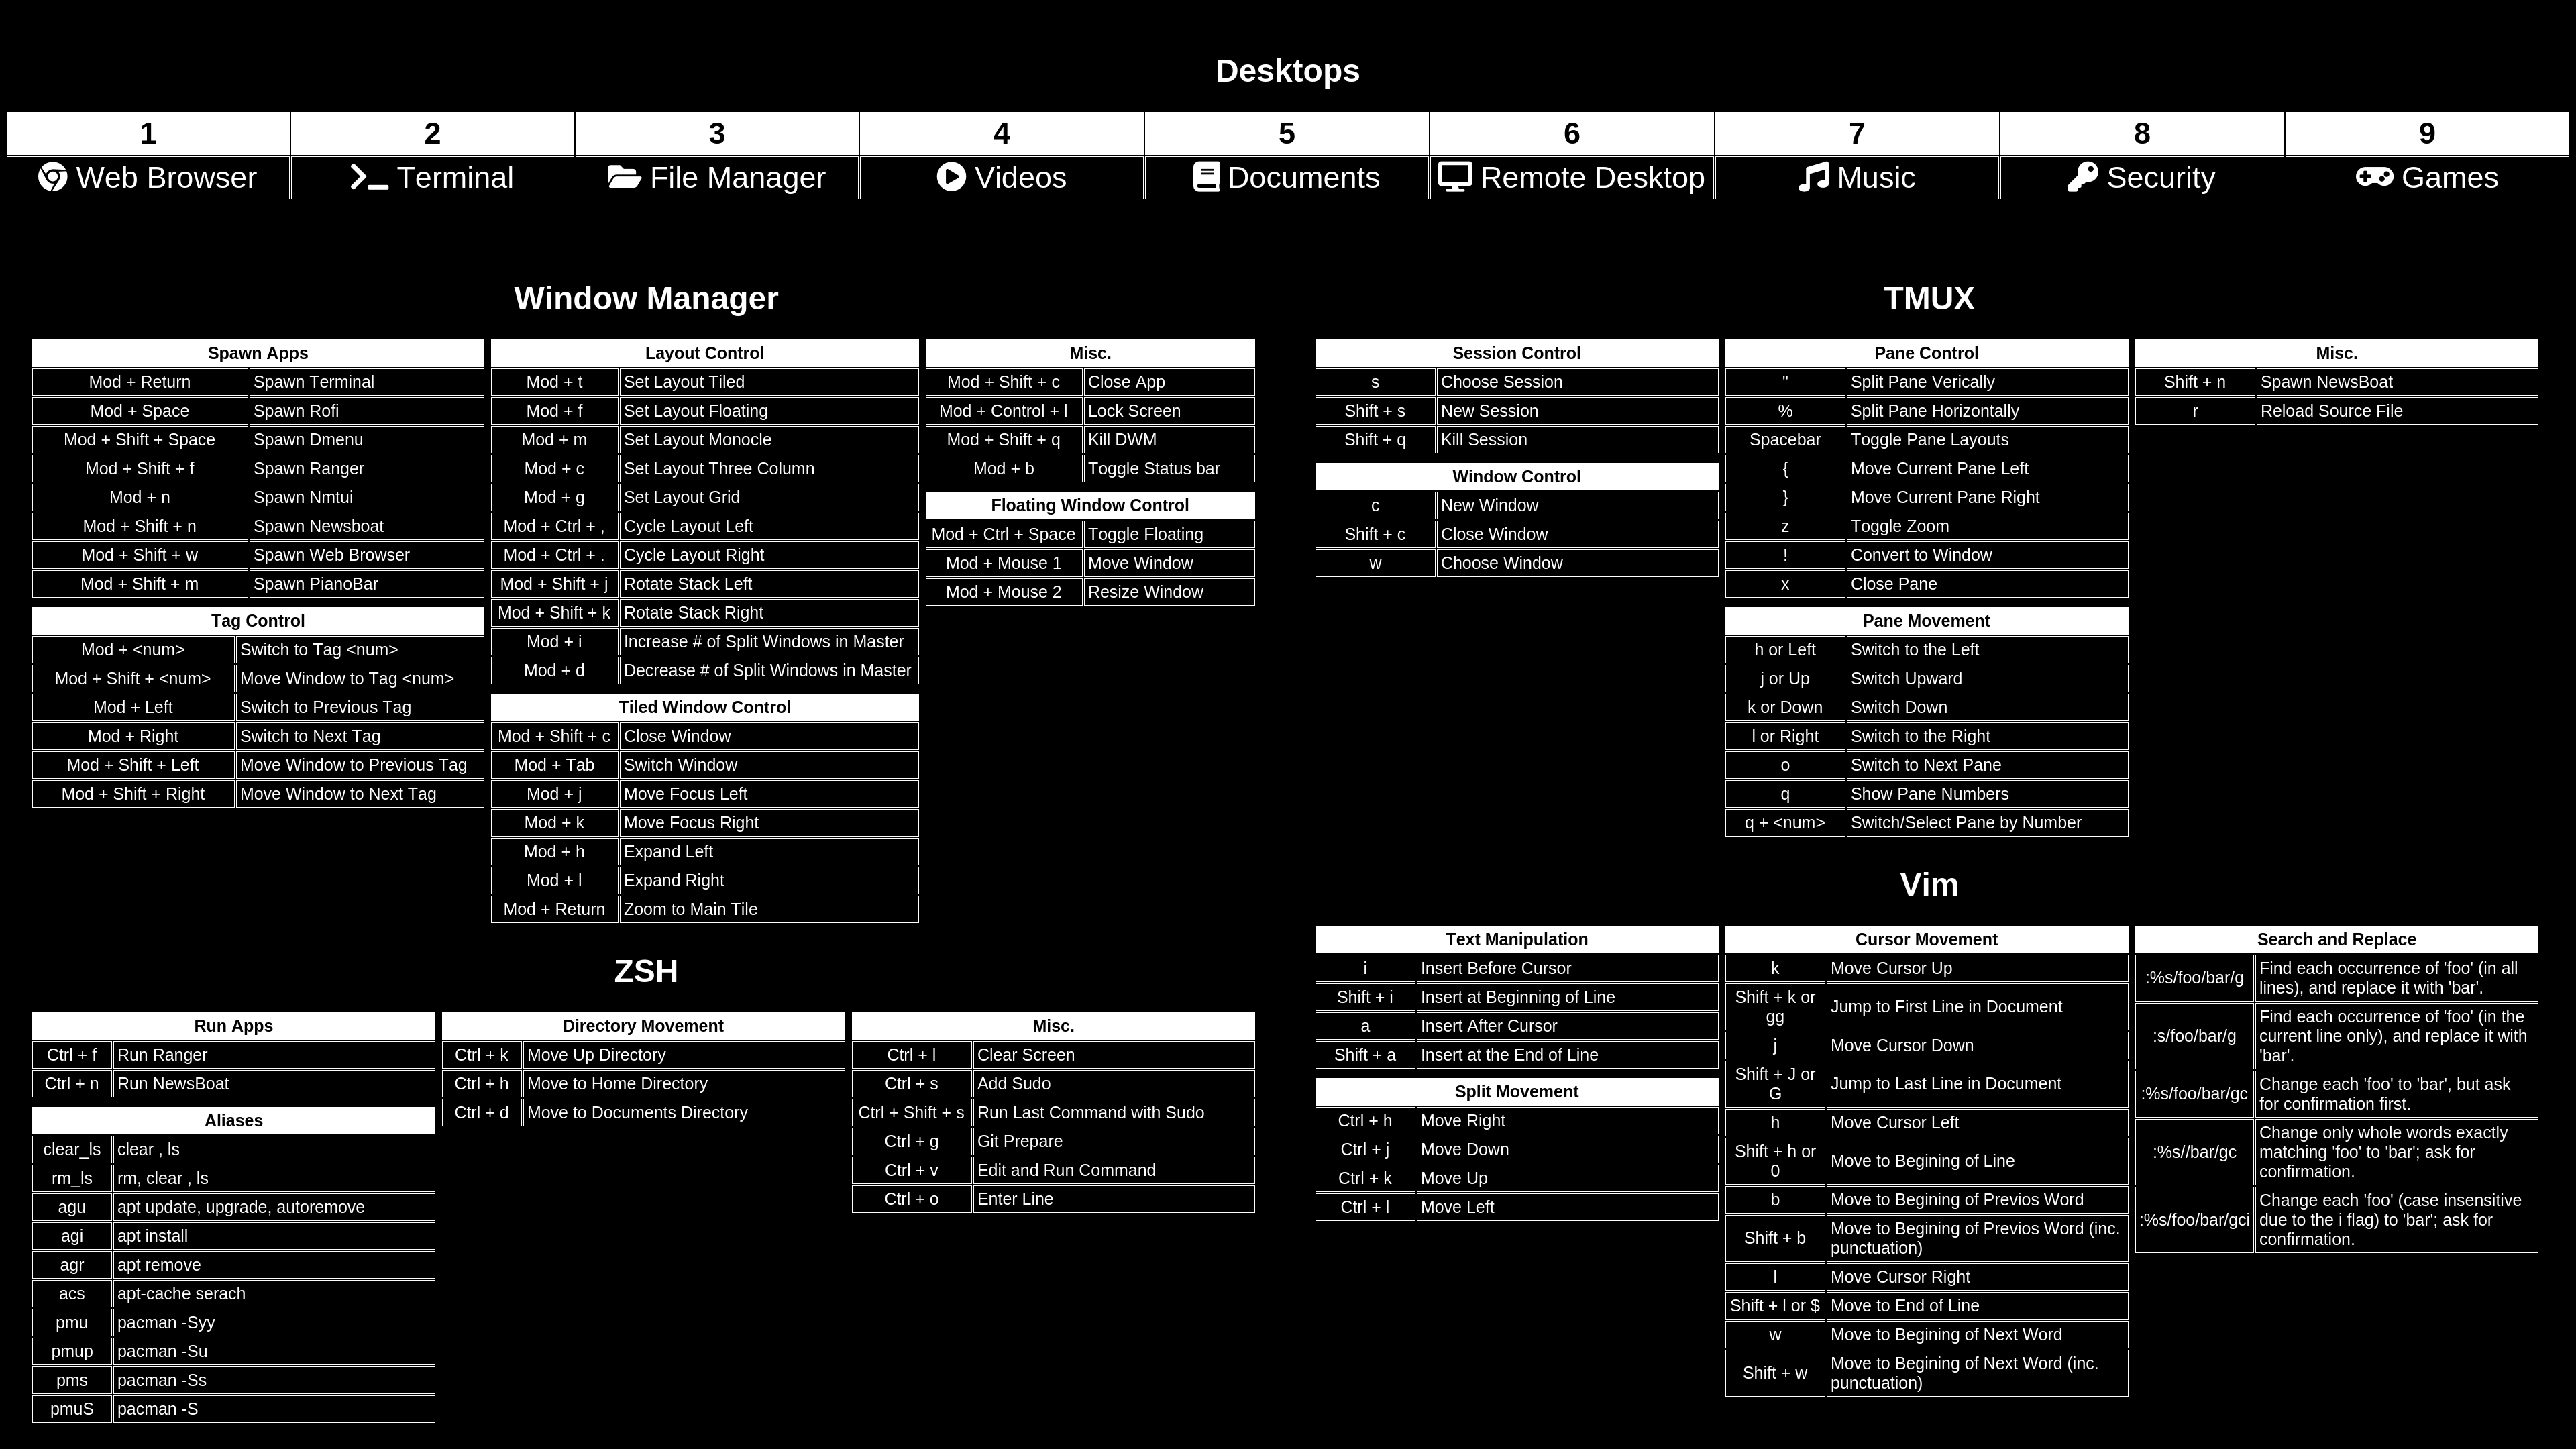 Desktops
1 2 3 4 5 6 7 8 9
Web Browser Terminal File Manager Videos Documents Remote Desktop Music Security Games
Window Manager
Spawn Apps
Mod + Return Spawn Terminal
Mod + Space Spawn Rofi
Mod + Shift + Space Spawn Dmenu
Mod + Shift + f Spawn Ranger
Mod + n Spawn Nmtui
Mod + Shift + n Spawn Newsboat
Mod + Shift + w Spawn Web Browser
Mod + Shift + m Spawn PianoBar
Tag Control
Mod + <num> Switch to Tag <num>
Mod + Shift + <num> Move Window to Tag <num>
Mod + Left Switch to Previous Tag
Mod + Right Switch to Next Tag
Mod + Shift + Left Move Window to Previous Tag
Mod + Shift + Right Move Window to Next Tag
Layout Control
Mod + t Set Layout Tiled
Mod + f Set Layout Floating
Mod + m Set Layout Monocle
Mod + c Set Layout Three Column
Mod + g Set Layout Grid
Mod + Ctrl + , Cycle Layout Left
Mod + Ctrl + . Cycle Layout Right
Mod + Shift + j Rotate Stack Left
Mod + Shift + k Rotate Stack Right
Mod + i Increase # of Split Windows in Master
Mod + d Decrease # of Split Windows in Master
Tiled Window Control
Mod + Shift + c Close Window
Mod + Tab Switch Window
Mod + j Move Focus Left
Mod + k Move Focus Right
Mod + h Expand Left
Mod + l Expand Right
Mod + Return Zoom to Main Tile
Misc.
Mod + Shift + c Close App
Mod + Control + l Lock Screen
Mod + Shift + q Kill DWM
Mod + b Toggle Status bar
Floating Window Control
Mod + Ctrl + Space Toggle Floating
Mod + Mouse 1 Move Window
Mod + Mouse 2 Resize Window
ZSH
Run Apps
Ctrl + f Run Ranger
Ctrl + n Run NewsBoat
Aliases
clear_ls clear , ls
rm_ls rm, clear , ls
agu apt update, upgrade, autoremove
agi apt install
agr apt remove
acs apt-cache serach
pmu pacman -Syy
pmup pacman -Su
pms pacman -Ss
pmuS pacman -S
Directory Movement
Ctrl + k Move Up Directory
Ctrl + h Move to Home Directory
Ctrl + d Move to Documents Directory
Misc.
Ctrl + l Clear Screen
Ctrl + s Add Sudo
Ctrl + Shift + s Run Last Command with Sudo
Ctrl + g Git Prepare
Ctrl + v Edit and Run Command
Ctrl + o Enter Line
TMUX
Session Control
s Choose Session
Shift + s New Session
Shift + q Kill Session
Window Control
c New Window
Shift + c Close Window
w Choose Window
Pane Control
" Split Pane Verically
% Split Pane Horizontally
Spacebar Toggle Pane Layouts
{ Move Current Pane Left
} Move Current Pane Right
z Toggle Zoom
! Convert to Window
x Close Pane
Pane Movement
h or Left Switch to the Left
j or Up Switch Upward
k or Down Switch Down
l or Right Switch to the Right
o Switch to Next Pane
q Show Pane Numbers
q + <num> Switch/Select Pane by Number
Misc.
Shift + n Spawn NewsBoat
r Reload Source File
Vim
Text Manipulation
i Insert Before Cursor
Shift + i Insert at Beginning of Line
a Insert After Cursor
Shift + a Insert at the End of Line
Split Movement
Ctrl + h Move Right
Ctrl + j Move Down
Ctrl + k Move Up
Ctrl + l Move Left
Cursor Movement
k Move Cursor Up
Shift + k or
gg
Jump to First Line in Document
j Move Cursor Down
Shift + J or
G
Jump to Last Line in Document
h Move Cursor Left
Shift + h or
0
Move to Begining of Line
b Move to Begining of Previos Word
Shift + b
Move to Begining of Previos Word (inc.
punctuation)
l Move Cursor Right
Shift + l or $ Move to End of Line
w Move to Begining of Next Word
Shift + w
Move to Begining of Next Word (inc.
punctuation)
Search and Replace
:%s/foo/bar/g
Find each occurrence of 'foo' (in all
lines), and replace it with 'bar'.
:s/foo/bar/g
Find each occurrence of 'foo' (in the
current line only), and replace it with
'bar'.
:%s/foo/bar/gc
Change each 'foo' to 'bar', but ask
for confirmation first.
:%s//bar/gc
Change only whole words exactly
matching 'foo' to 'bar'; ask for
confirmation.
:%s/foo/bar/gci
Change each 'foo' (case insensitive
due to the i flag) to 'bar'; ask for
confirmation.